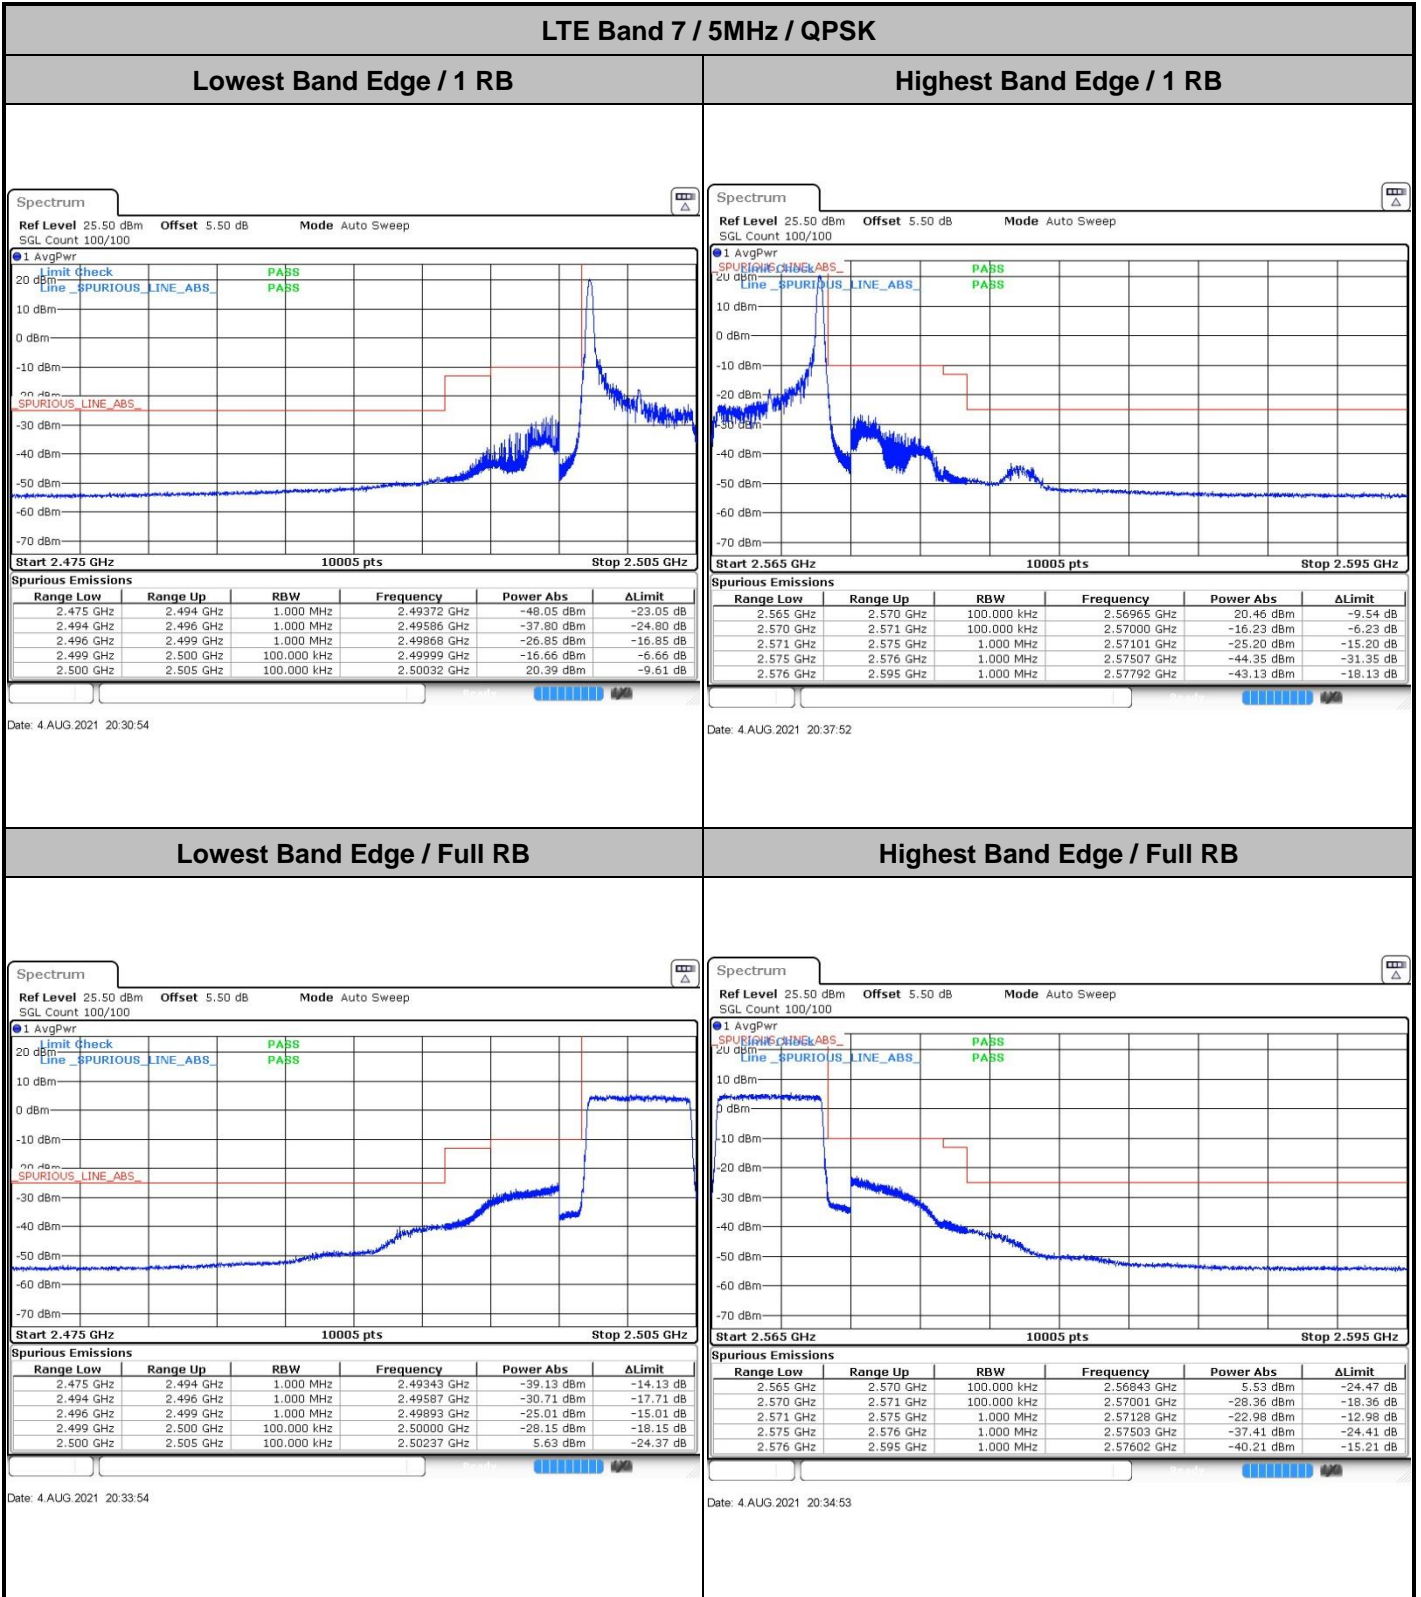 LTE Band 7 / 5MHz / QPSK
Lowest Band Edge / 1 RB
Highest Band Edge / 1 RB
Spectrum
Ref Level 25.50 dBm Offset 5.50 dB Mode Auto Sweep
SGL Count 100/100
1 AvgPwr
Limit Check PASS
Line _SPURIOUS_LINE_ABS_ PASS
20 dBm
10 dBm
0 dBm
-10 dBm
-20 dBm
_SPURIOUS_LINE_ABS_
-30 dBm
-40 dBm
-50 dBm
-60 dBm
-70 dBm
Start 2.475 GHz 10005 pts Stop 2.505 GHz
Spurious Emissions
Range Low Range Up RBW Frequency Power Abs ΔLimit
2.475 GHz 2.494 GHz 1.000 MHz 2.49372 GHz -48.05 dBm -23.05 dB
2.494 GHz 2.496 GHz 1.000 MHz 2.49586 GHz -37.80 dBm -24.80 dB
2.496 GHz 2.499 GHz 1.000 MHz 2.49868 GHz -26.85 dBm -16.85 dB
2.499 GHz 2.500 GHz 100.000 kHz 2.49999 GHz -16.66 dBm -6.66 dB
2.500 GHz 2.505 GHz 100.000 kHz 2.50032 GHz 20.39 dBm -9.61 dB
Date: 4.AUG.2021 20:30:54
Spectrum
Ref Level 25.50 dBm Offset 5.50 dB Mode Auto Sweep
SGL Count 100/100
1 AvgPwr
_SPURIOUS_LINE_ABS_
Limit Check PASS
Line _SPURIOUS_LINE_ABS_ PASS
20 dBm
10 dBm
0 dBm
-10 dBm
-20 dBm
-30 dBm
-40 dBm
-50 dBm
-60 dBm
-70 dBm
Start 2.565 GHz 10005 pts Stop 2.595 GHz
Spurious Emissions
Range Low Range Up RBW Frequency Power Abs ΔLimit
2.565 GHz 2.570 GHz 100.000 kHz 2.56965 GHz 20.46 dBm -9.54 dB
2.570 GHz 2.571 GHz 100.000 kHz 2.57000 GHz -16.23 dBm -6.23 dB
2.571 GHz 2.575 GHz 1.000 MHz 2.57101 GHz -25.20 dBm -15.20 dB
2.575 GHz 2.576 GHz 1.000 MHz 2.57507 GHz -44.35 dBm -31.35 dB
2.576 GHz 2.595 GHz 1.000 MHz 2.57792 GHz -43.13 dBm -18.13 dB
Date: 4.AUG.2021 20:37:52
Lowest Band Edge / Full RB
Highest Band Edge / Full RB
Spectrum
Ref Level 25.50 dBm Offset 5.50 dB Mode Auto Sweep
SGL Count 100/100
1 AvgPwr
Limit Check PASS
Line _SPURIOUS_LINE_ABS_ PASS
20 dBm
10 dBm
0 dBm
-10 dBm
-20 dBm
_SPURIOUS_LINE_ABS_
-30 dBm
-40 dBm
-50 dBm
-60 dBm
-70 dBm
Start 2.475 GHz 10005 pts Stop 2.505 GHz
Spurious Emissions
Range Low Range Up RBW Frequency Power Abs ΔLimit
2.475 GHz 2.494 GHz 1.000 MHz 2.49343 GHz -39.13 dBm -14.13 dB
2.494 GHz 2.496 GHz 1.000 MHz 2.49587 GHz -30.71 dBm -17.71 dB
2.496 GHz 2.499 GHz 1.000 MHz 2.49893 GHz -25.01 dBm -15.01 dB
2.499 GHz 2.500 GHz 100.000 kHz 2.50000 GHz -28.15 dBm -18.15 dB
2.500 GHz 2.505 GHz 100.000 kHz 2.50237 GHz 5.63 dBm -24.37 dB
Date: 4.AUG.2021 20:33:54
Spectrum
Ref Level 25.50 dBm Offset 5.50 dB Mode Auto Sweep
SGL Count 100/100
1 AvgPwr
_SPURIOUS_LINE_ABS_
Limit Check PASS
Line _SPURIOUS_LINE_ABS_ PASS
20 dBm
10 dBm
0 dBm
-10 dBm
-20 dBm
-30 dBm
-40 dBm
-50 dBm
-60 dBm
-70 dBm
Start 2.565 GHz 10005 pts Stop 2.595 GHz
Spurious Emissions
Range Low Range Up RBW Frequency Power Abs ΔLimit
2.565 GHz 2.570 GHz 100.000 kHz 2.56843 GHz 5.53 dBm -24.47 dB
2.570 GHz 2.571 GHz 100.000 kHz 2.57001 GHz -28.36 dBm -18.36 dB
2.571 GHz 2.575 GHz 1.000 MHz 2.57128 GHz -22.98 dBm -12.98 dB
2.575 GHz 2.576 GHz 1.000 MHz 2.57503 GHz -37.41 dBm -24.41 dB
2.576 GHz 2.595 GHz 1.000 MHz 2.57602 GHz -40.21 dBm -15.21 dB
Date: 4.AUG.2021 20:34:53